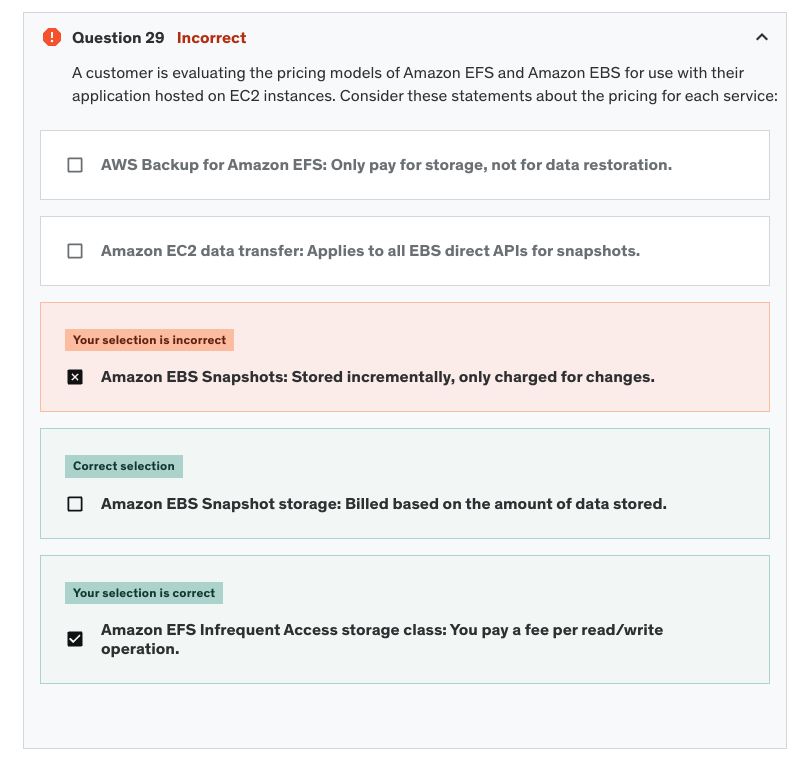 Question 29 Incorrect
A customer is evaluating the pricing models of Amazon EFS and Amazon EBS for use with their
application hosted on EC2 instances. Consider these statements about the pricing for each service:
AWS Backup for Amazon EFS: Only pay for storage, not for data restoration.
Amazon EC2 data transfer: Applies to all EBS direct APIs for snapshots.
Your selection is incorrect
Amazon EBS Snapshots: Stored incrementally, only charged for changes.
Correct selection
Amazon EBS Snapshot storage: Billed based on the amount of data stored.
Your selection is correct
Amazon EFS Infrequent Access storage class: You pay a fee per read/write
operation.